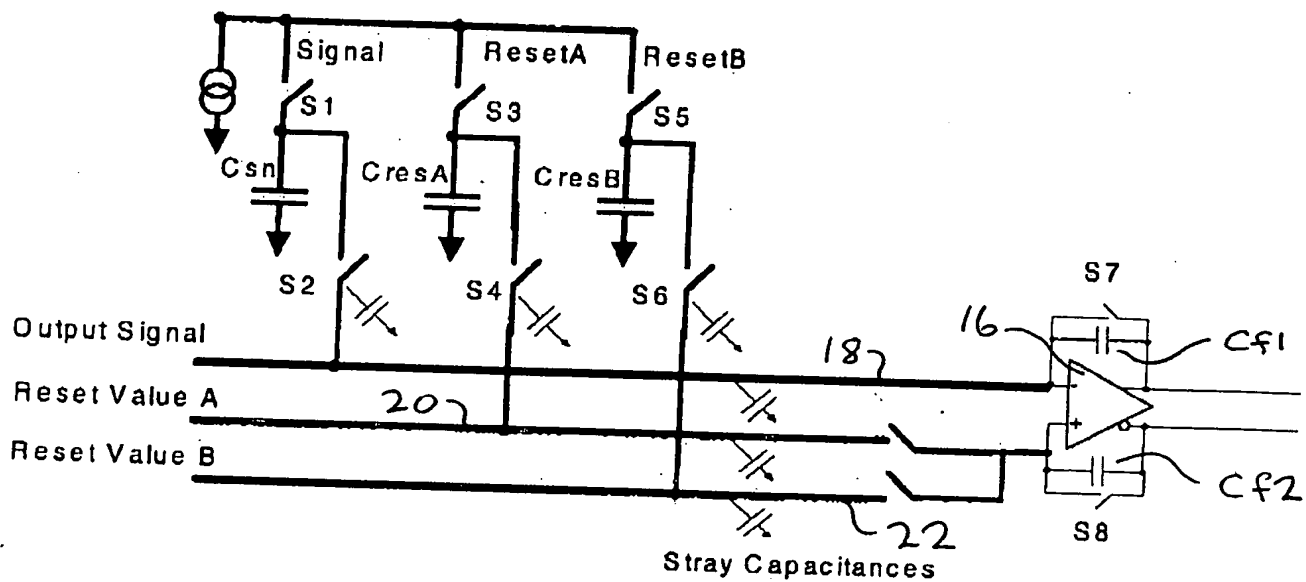 Signal
ResetA
ResetB
S1
S3
S5
Csn
CresA
CresB
S2
S4
S6
S7
16
Cf1
Output Signal
18
Reset Value A
20
Reset Value B
-
+
22
Cf2
S8
Stray Capacitances